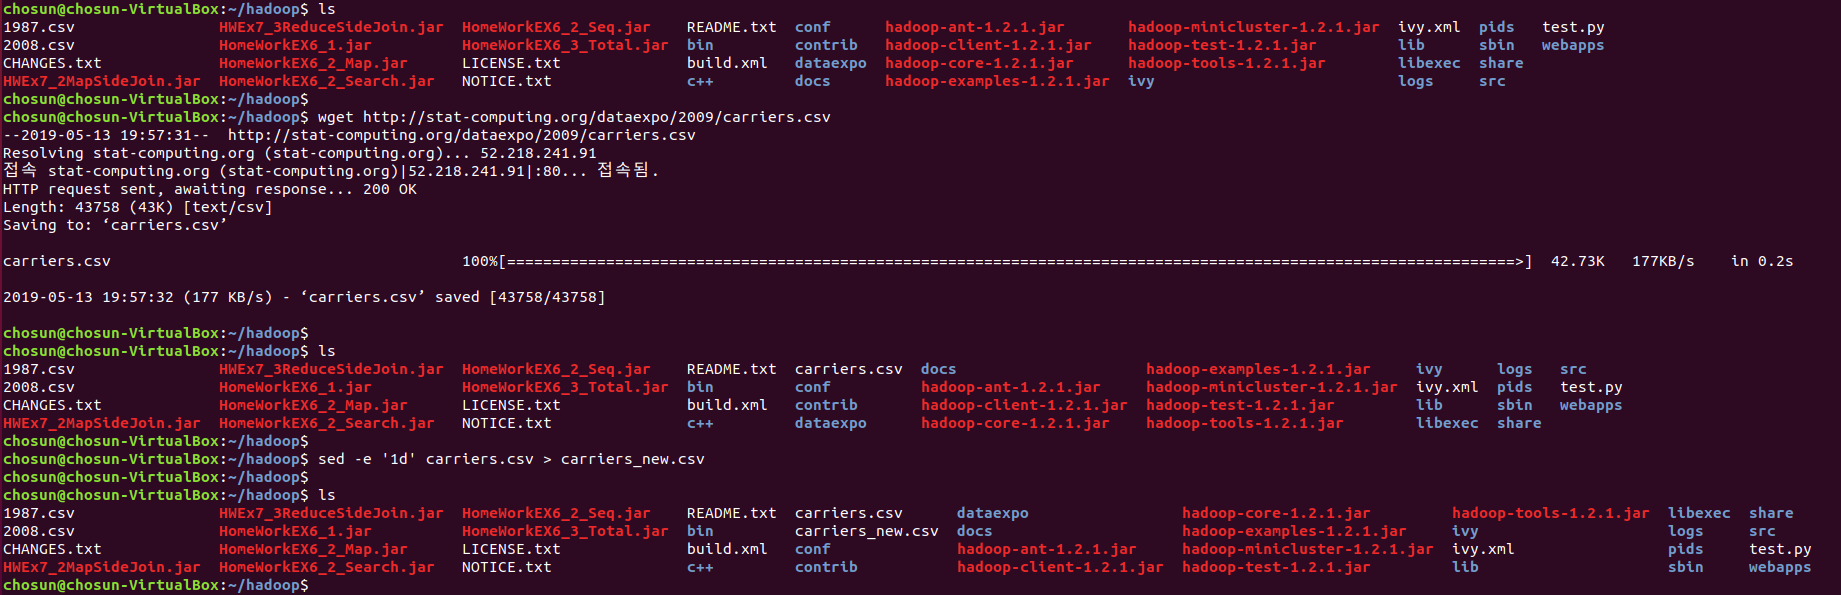 chosun@chosun-VirtualBox:~/hadoop$ ls
1987.csv HWEx7_3ReduceSideJoin.jar HomeWorkEX6_2_Seq.jar README.txt conf hadoop-ant-1.2.1.jar hadoop-minicluster-1.2.1.jar ivy.xml pids test.py
2008.csv HomeWorkEX6_1.jar HomeWorkEX6_3_Total.jar bin contrib hadoop-client-1.2.1.jar hadoop-test-1.2.1.jar lib sbin webapps
CHANGES.txt HomeWorkEX6_2_Map.jar LICENSE.txt build.xml dataexpo hadoop-core-1.2.1.jar hadoop-tools-1.2.1.jar libexec share
HWEx7_2MapSideJoin.jar HomeWorkEX6_2_Search.jar NOTICE.txt c++ docs hadoop-examples-1.2.1.jar ivy logs src
chosun@chosun-VirtualBox:~/hadoop$
chosun@chosun-VirtualBox:~/hadoop$ wget http://stat-computing.org/dataexpo/2009/carriers.csv
--2019-05-13 19:57:31-- http://stat-computing.org/dataexpo/2009/carriers.csv
Resolving stat-computing.org (stat-computing.org)... 52.218.241.91
접속 stat-computing.org (stat-computing.org)|52.218.241.91|:80... 접속됨.
HTTP request sent, awaiting response... 200 OK
Length: 43758 (43K) [text/csv]
Saving to: ‘carriers.csv’
carriers.csv 100%[================================================================================================================>] 42.73K 177KB/s in 0.2s
2019-05-13 19:57:32 (177 KB/s) - ‘carriers.csv’ saved [43758/43758]
chosun@chosun-VirtualBox:~/hadoop$
chosun@chosun-VirtualBox:~/hadoop$ ls
1987.csv HWEx7_3ReduceSideJoin.jar HomeWorkEX6_2_Seq.jar README.txt carriers.csv docs hadoop-examples-1.2.1.jar ivy logs src
2008.csv HomeWorkEX6_1.jar HomeWorkEX6_3_Total.jar bin conf hadoop-ant-1.2.1.jar hadoop-minicluster-1.2.1.jar ivy.xml pids test.py
CHANGES.txt HomeWorkEX6_2_Map.jar LICENSE.txt build.xml contrib hadoop-client-1.2.1.jar hadoop-test-1.2.1.jar lib sbin webapps
HWEx7_2MapSideJoin.jar HomeWorkEX6_2_Search.jar NOTICE.txt c++ dataexpo hadoop-core-1.2.1.jar hadoop-tools-1.2.1.jar libexec share
chosun@chosun-VirtualBox:~/hadoop$
chosun@chosun-VirtualBox:~/hadoop$ sed -e '1d' carriers.csv > carriers_new.csv
chosun@chosun-VirtualBox:~/hadoop$
chosun@chosun-VirtualBox:~/hadoop$ ls
1987.csv HWEx7_3ReduceSideJoin.jar HomeWorkEX6_2_Seq.jar README.txt carriers.csv dataexpo hadoop-core-1.2.1.jar hadoop-tools-1.2.1.jar libexec share
2008.csv HomeWorkEX6_1.jar HomeWorkEX6_3_Total.jar bin carriers_new.csv docs hadoop-examples-1.2.1.jar ivy logs src
CHANGES.txt HomeWorkEX6_2_Map.jar LICENSE.txt build.xml conf hadoop-ant-1.2.1.jar hadoop-minicluster-1.2.1.jar ivy.xml pids test.py
HWEx7_2MapSideJoin.jar HomeWorkEX6_2_Search.jar NOTICE.txt c++ contrib hadoop-client-1.2.1.jar hadoop-test-1.2.1.jar lib sbin webapps
chosun@chosun-VirtualBox:~/hadoop$